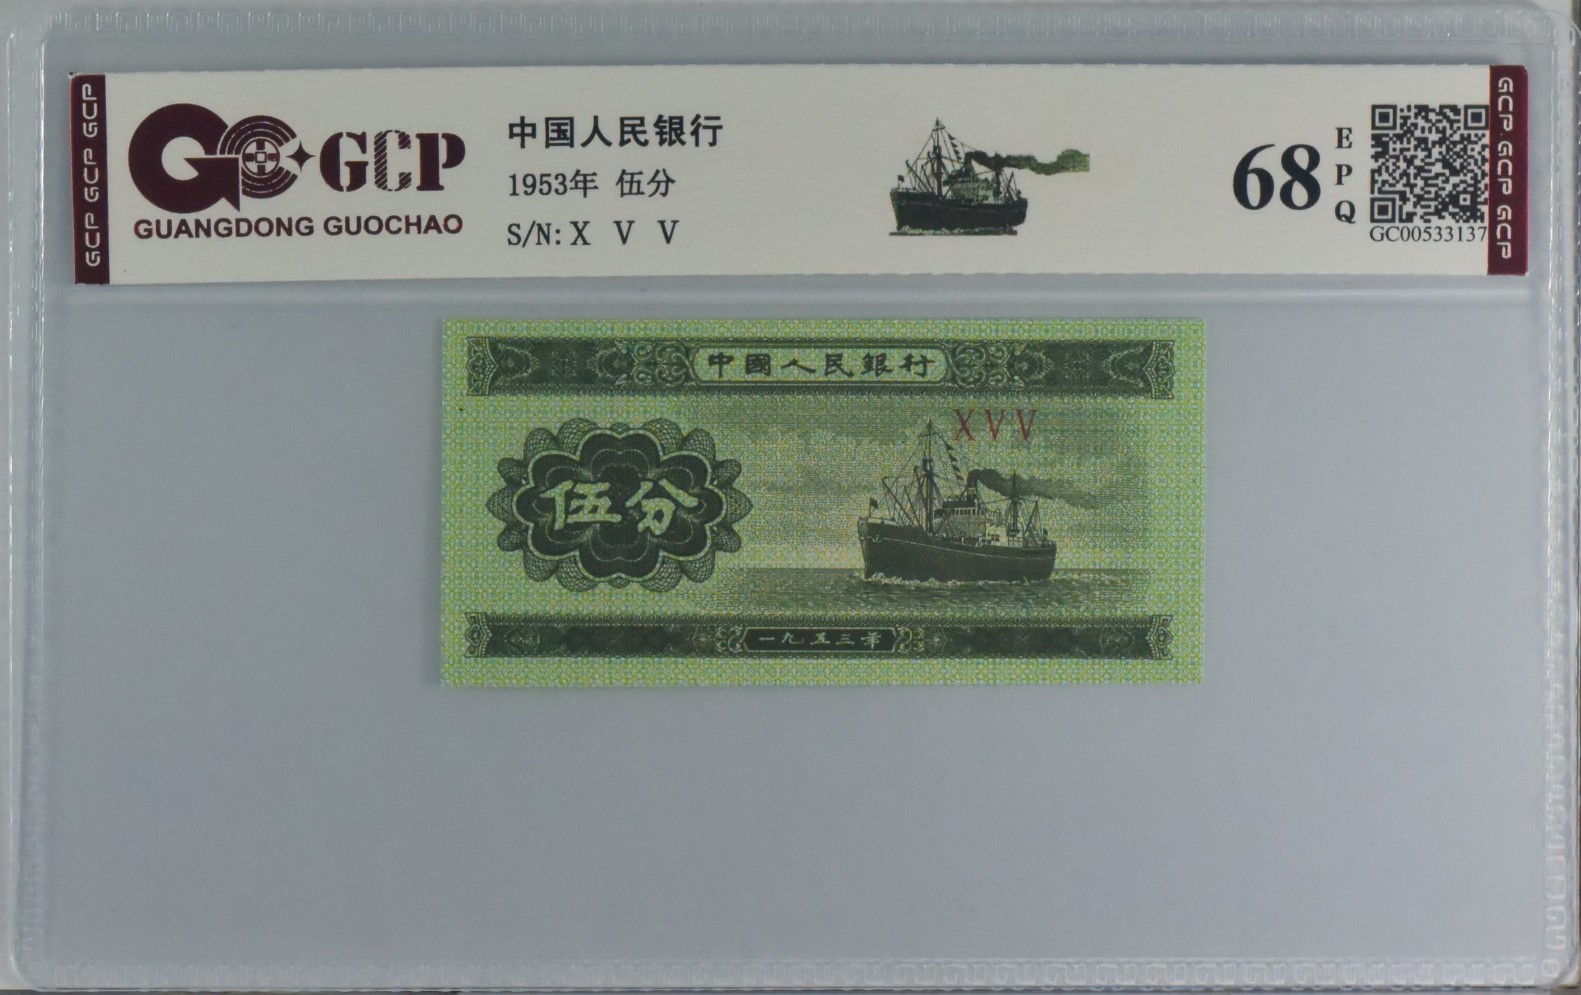 GCP GCP GCP
GCP
GUANGDONG GUOCHAO
中国人民银行
1953年 伍分
S/N: X V V
68
EPQ
GC00533137
GCP GCP GCP
中國人民銀行
XVV
伍分
一九五三年